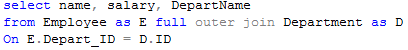 select name, salary, DepartName
from Employee as E full outer join Department as D
On E.Depart_ID = D.ID